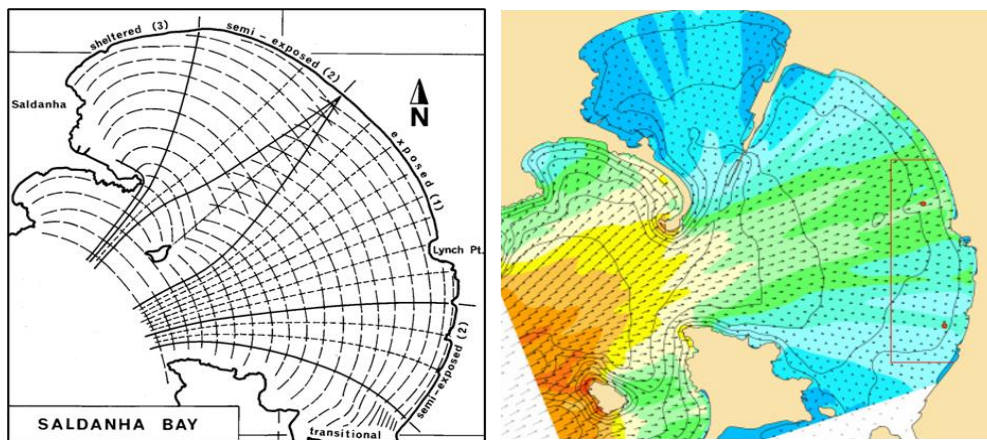 sheltered (3)
semi-exposed (2)
Saldanha
N
exposed (1)
Lynch Pt.
semi-exposed (2)
SALDANHA BAY
transitional